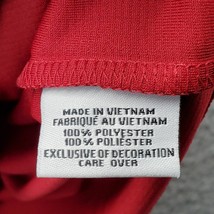 MADE IN VIETNAM
FABRIQUÉ AU VIETNAM
100% POLYESTER
100% POLIÉSTER
EXCLUSIVE OF DECORATION
CARE OVER